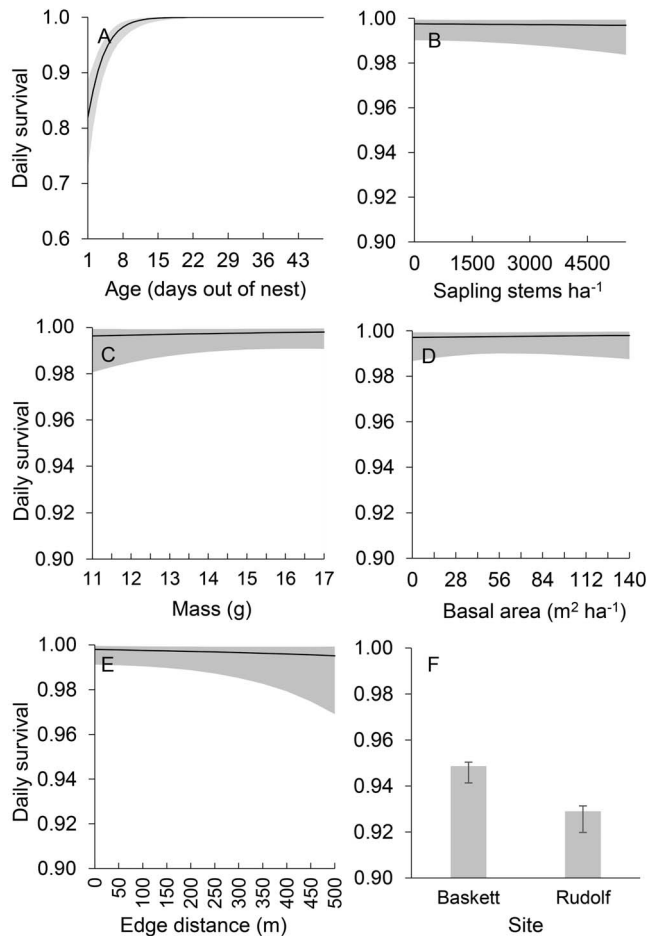 A
Daily survival
1.0
0.9
0.8
0.7
0.6
1 8 15 22 29 36 43
Age (days out of nest)
B
1.00
0.98
0.96
0.94
0.92
0.90
0 1500 3000 4500
Sapling stems ha⁻¹
C
Daily survival
1.00
0.98
0.96
0.94
0.92
0.90
11 12 13 14 15 16 17
Mass (g)
D
1.00
0.98
0.96
0.94
0.92
0.90
0 28 56 84 112 140
Basal area (m² ha⁻¹)
E
Daily survival
1.00
0.98
0.96
0.94
0.92
0.90
0 50 100 150 200 250 300 350 400 450 500
Edge distance (m)
F
1.00
0.98
0.96
0.94
0.92
0.90
Baskett Rudolf
Site